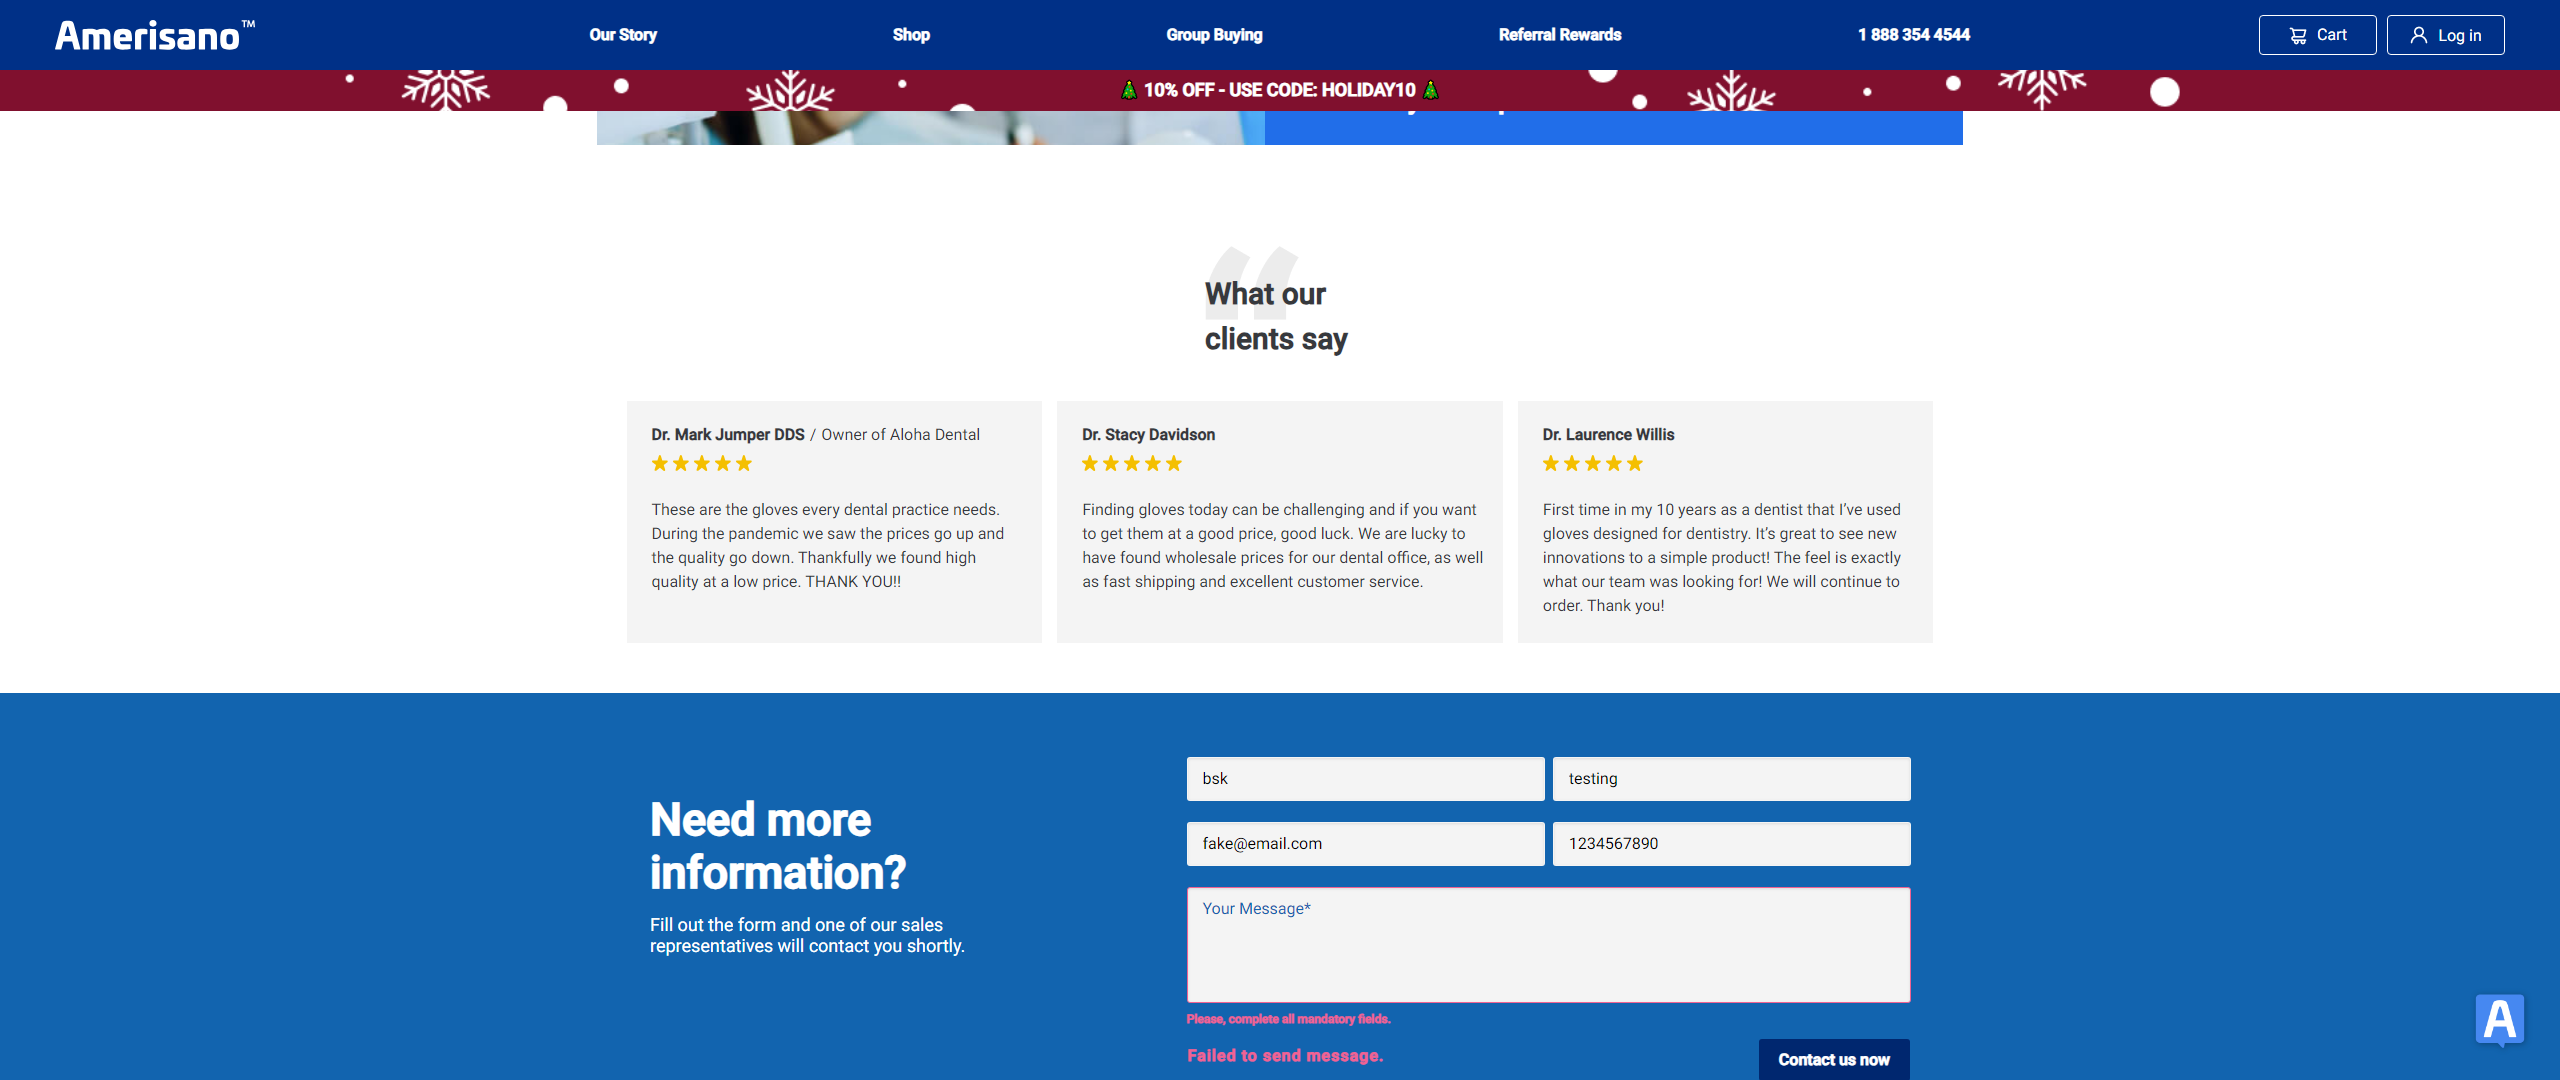 Amerisano™
Our Story
Shop
Group Buying
Referral Rewards
1 888 354 4544
Cart
Log in
10% OFF - USE CODE: HOLIDAY10
What our
clients say
Dr. Mark Jumper DDS / Owner of Aloha Dental
These are the gloves every dental practice needs.
During the pandemic we saw the prices go up and
the quality go down. Thankfully we found high
quality at a low price. THANK YOU!!
Dr. Stacy Davidson
Finding gloves today can be challenging and if you want
to get them at a good price, good luck. We are lucky to
have found wholesale prices for our dental office, as well
as fast shipping and excellent customer service.
Dr. Laurence Willis
First time in my 10 years as a dentist that I’ve used
gloves designed for dentistry. It’s great to see new
innovations to a simple product! The feel is exactly
what our team was looking for! We will continue to
order. Thank you!
Need more
information?
Fill out the form and one of our sales
representatives will contact you shortly.
bsk
testing
fake@email.com
1234567890
Your Message*
Please, complete all mandatory fields.
Failed to send message.
Contact us now
A